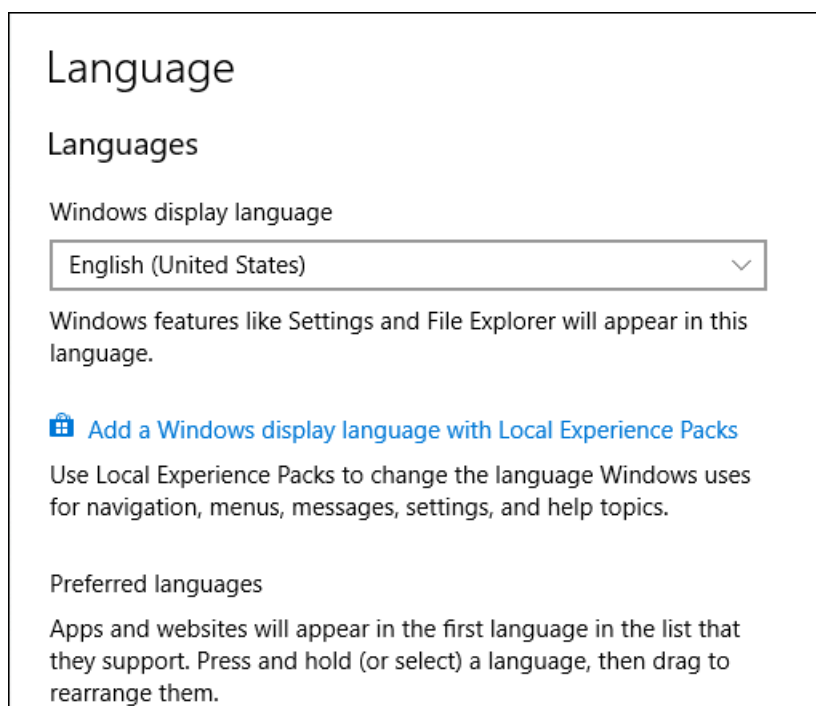 Language
Languages
Windows display language
English (United States)
Windows features like Settings and File Explorer will appear in this
language.
Add a Windows display language with Local Experience Packs
Use Local Experience Packs to change the language Windows uses
for navigation, menus, messages, settings, and help topics.
Preferred languages
Apps and websites will appear in the first language in the list that
they support. Press and hold (or select) a language, then drag to
rearrange them.